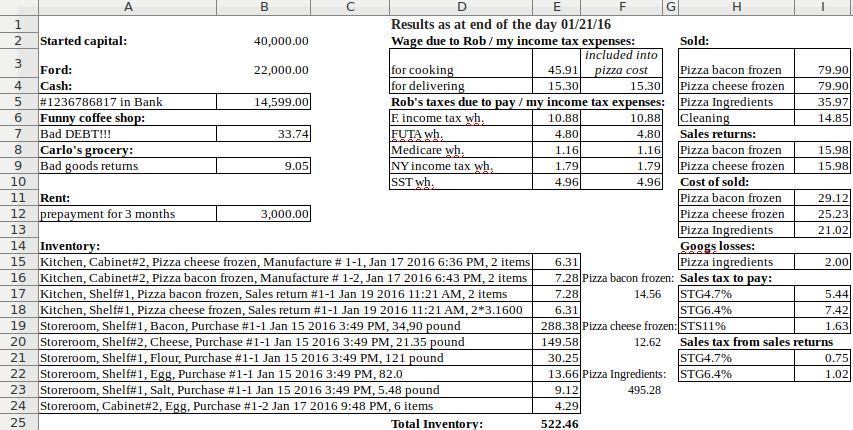 A B C D E F G H I
1 Results as at end of the day 01/21/16
2 Started capital: 40,000.00 Wage due to Rob / my income tax expenses: Sold:
included into
3 Ford: 22,000.00 for cooking 45.91 pizza cost Pizza bacon frozen 79.90
4 Cash: for delivering 15.30 15.30 Pizza cheese frozen 79.90
5 #1236786817 in Bank 14,599.00 Rob's taxes due to pay / my income tax expenses: Pizza Ingredients 35.97
6 Funny coffee shop: F. income tax wh. 10.88 10.88 Cleaning 14.85
7 Bad DEBT!!! 33.74 FUTA wh. 4.80 4.80 Sales returns:
8 Carlo's grocery: Medicare wh. 1.16 1.16 Pizza bacon frozen 15.98
9 Bad goods returns 9.05 NY income tax wh. 1.79 1.79 Pizza cheese frozen 15.98
10 SST wh. 4.96 4.96 Cost of sold:
11 Rent: Pizza bacon frozen 29.12
12 prepayment for 3 months 3,000.00 Pizza cheese frozen 25.23
13 Pizza Ingredients 21.02
14 Inventory: Googs losses:
15 Kitchen, Cabinet#2, Pizza cheese frozen, Manufacture # 1-1, Jan 17 2016 6:36 PM, 2 items 6.31 Pizza ingredients 2.00
16 Kitchen, Cabinet#2, Pizza bacon frozen, Manufacture # 1-2, Jan 17 2016 6:43 PM, 2 items 7.28 Pizza bacon frozen: Sales tax to pay:
17 Kitchen, Shelf#1, Pizza bacon frozen, Sales return #1-1 Jan 19 2016 11:21 AM, 2 items 7.28 14.56 STG4.7% 5.44
18 Kitchen, Shelf#1, Pizza cheese frozen, Sales return #1-1 Jan 19 2016 11:21 AM, 2*3.1600 6.31 STG6.4% 7.42
19 Storeroom, Shelf#1, Bacon, Purchase #1-1 Jan 15 2016 3:49 PM, 34,90 pound 288.38 Pizza cheese frozen: STS11% 1.63
20 Storeroom, Shelf#2, Cheese, Purchase #1-1 Jan 15 2016 3:49 PM, 21.35 pound 149.58 12.62 Sales tax from sales returns
21 Storeroom, Shelf#1, Flour, Purchase #1-1 Jan 15 2016 3:49 PM, 121 pound 30.25 STG4.7% 0.75
22 Storeroom, Shelf#1, Egg, Purchase #1-1 Jan 15 2016 3:49 PM, 82.0 13.66 Pizza Ingredients: STG6.4% 1.02
23 Storeroom, Shelf#1, Salt, Purchase #1-1 Jan 15 2016 3:49 PM, 5.48 pound 9.12 495.28
24 Storeroom, Cabinet#2, Egg, Purchase #1-2 Jan 17 2016 9:48 PM, 6 items 4.29
25 Total Inventory: 522.46